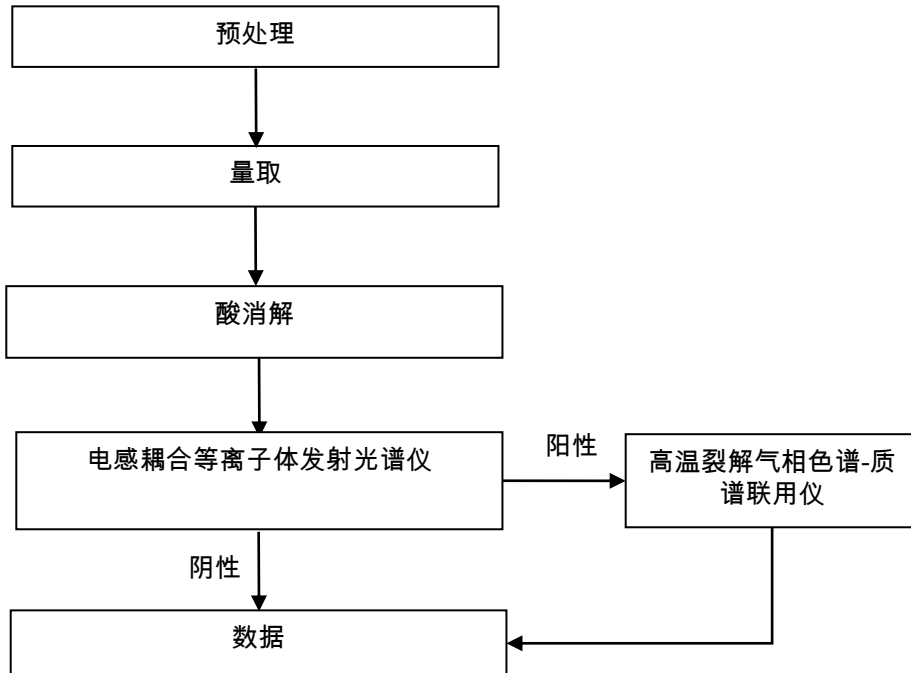 预处理
量取
酸消解
电感耦合等离子体发射光谱仪
阳性
高温裂解气相色谱-质
谱联用仪
阴性
数据